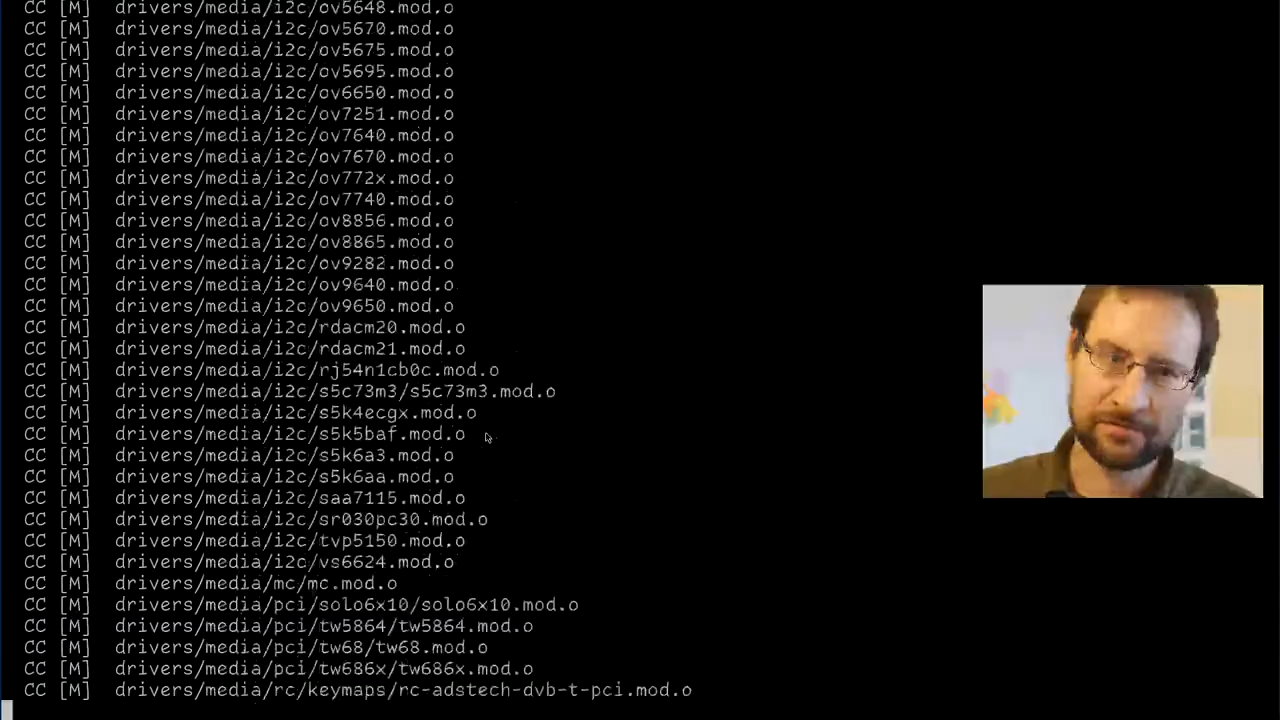 CC [M] drivers/media/i2c/ov5648.mod.o
CC [M] drivers/media/i2c/ov5670.mod.o
CC [M] drivers/media/i2c/ov5675.mod.o
CC [M] drivers/media/i2c/ov5695.mod.o
CC [M] drivers/media/i2c/ov6650.mod.o
CC [M] drivers/media/i2c/ov7251.mod.o
CC [M] drivers/media/i2c/ov7640.mod.o
CC [M] drivers/media/i2c/ov7670.mod.o
CC [M] drivers/media/i2c/ov772x.mod.o
CC [M] drivers/media/i2c/ov7740.mod.o
CC [M] drivers/media/i2c/ov8856.mod.o
CC [M] drivers/media/i2c/ov8865.mod.o
CC [M] drivers/media/i2c/ov9282.mod.o
CC [M] drivers/media/i2c/ov9640.mod.o
CC [M] drivers/media/i2c/ov9650.mod.o
CC [M] drivers/media/i2c/rdacm20.mod.o
CC [M] drivers/media/i2c/rdacm21.mod.o
CC [M] drivers/media/i2c/rj54n1cb0c.mod.o
CC [M] drivers/media/i2c/s5c73m3/s5c73m3.mod.o
CC [M] drivers/media/i2c/s5k4ecgx.mod.o
CC [M] drivers/media/i2c/s5k5baf.mod.o
CC [M] drivers/media/i2c/s5k6a3.mod.o
CC [M] drivers/media/i2c/s5k6aa.mod.o
CC [M] drivers/media/i2c/saa7115.mod.o
CC [M] drivers/media/i2c/sr030pc30.mod.o
CC [M] drivers/media/i2c/tvp5150.mod.o
CC [M] drivers/media/i2c/vs6624.mod.o
CC [M] drivers/media/mc/mc.mod.o
CC [M] drivers/media/pci/solo6x10/solo6x10.mod.o
CC [M] drivers/media/pci/tw5864/tw5864.mod.o
CC [M] drivers/media/pci/tw68/tw68.mod.o
CC [M] drivers/media/pci/tw686x/tw686x.mod.o
CC [M] drivers/media/rc/keymaps/rc-adstech-dvb-t-pci.mod.o